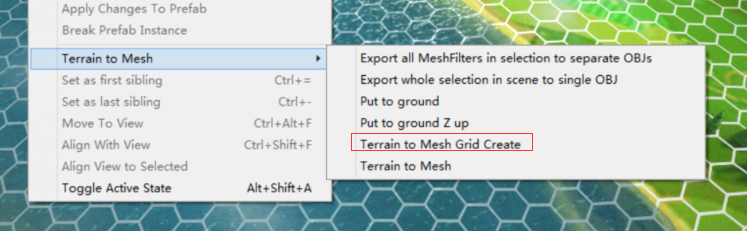 Apply Changes To Prefab
Break Prefab Instance
Terrain to Mesh
Set as first sibling Ctrl+=
Set as last sibling Ctrl+-
Move To View Ctrl+Alt+F
Align With View Ctrl+Shift+F
Align View to Selected
Toggle Active State Alt+Shift+A
Export all MeshFilters in selection to separate OBJs
Export whole selection in scene to single OBJ
Put to ground
Put to ground Z up
Terrain to Mesh Grid Create
Terrain to Mesh